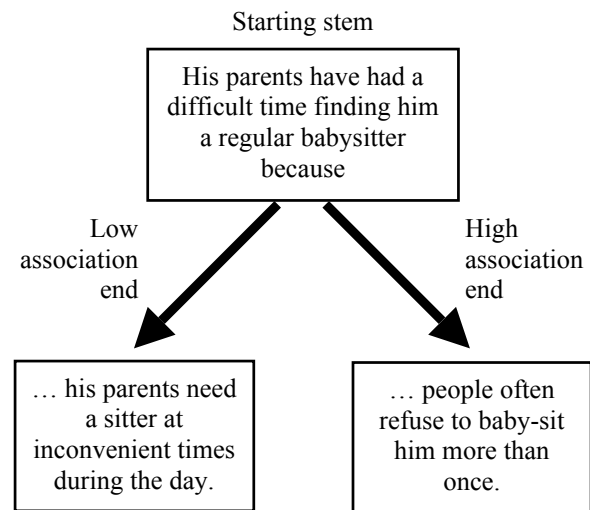 Starting stem
His parents have had a
difficult time finding him
a regular babysitter
because
Low
association
end
High
association
end
… his parents need
a sitter at
inconvenient times
during the day.
… people often
refuse to baby-sit
him more than
once.